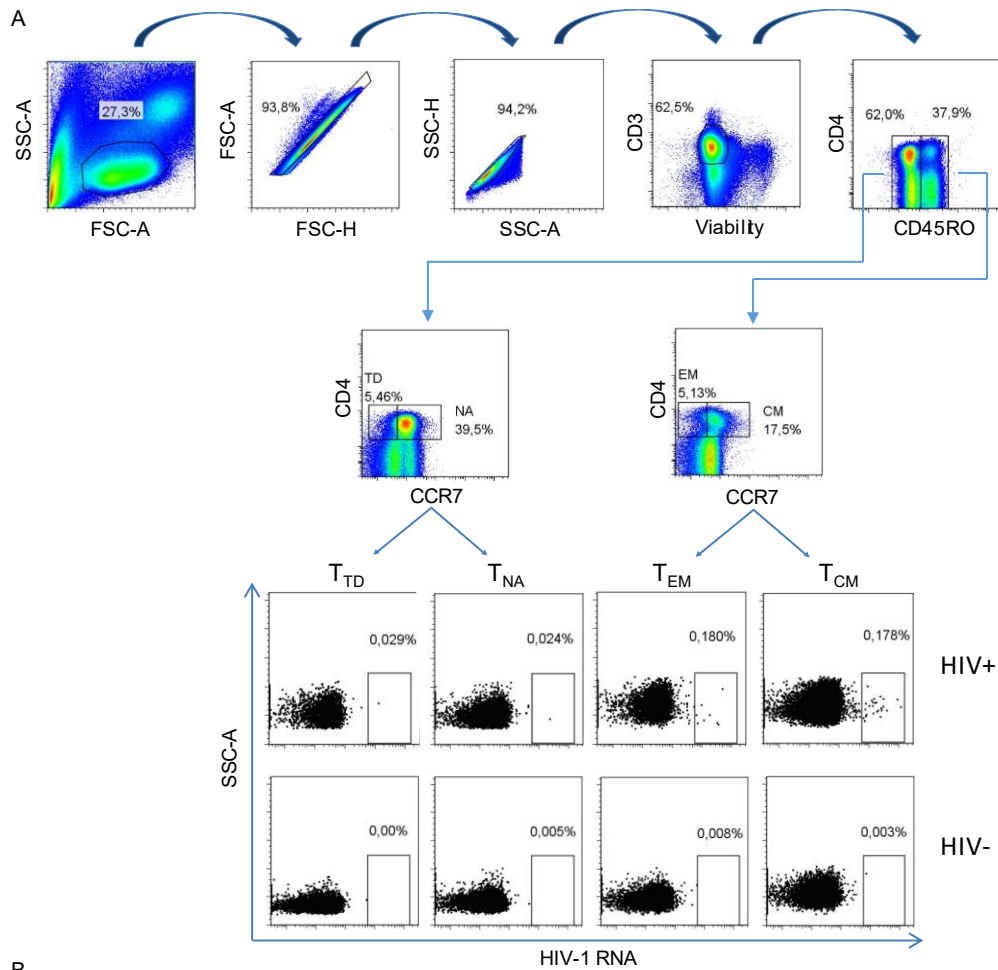 A
27,3%
SSC-A
FSC-A
93,8%
FSC-A
FSC-H
94,2%
SSC-H
SSC-A
62,5%
CD3
Viability
62,0% 37,9%
CD4
CD45RO
TD
5,46%
NA
39,5%
CD4
CCR7
EM
5,13%
CM
17,5%
CD4
CCR7
TTD TNA TEM TCM
0,029% 0,024% 0,180% 0,178%
HIV+
SSC-A
0,00% 0,005% 0,008% 0,003%
HIV-
HIV-1 RNA